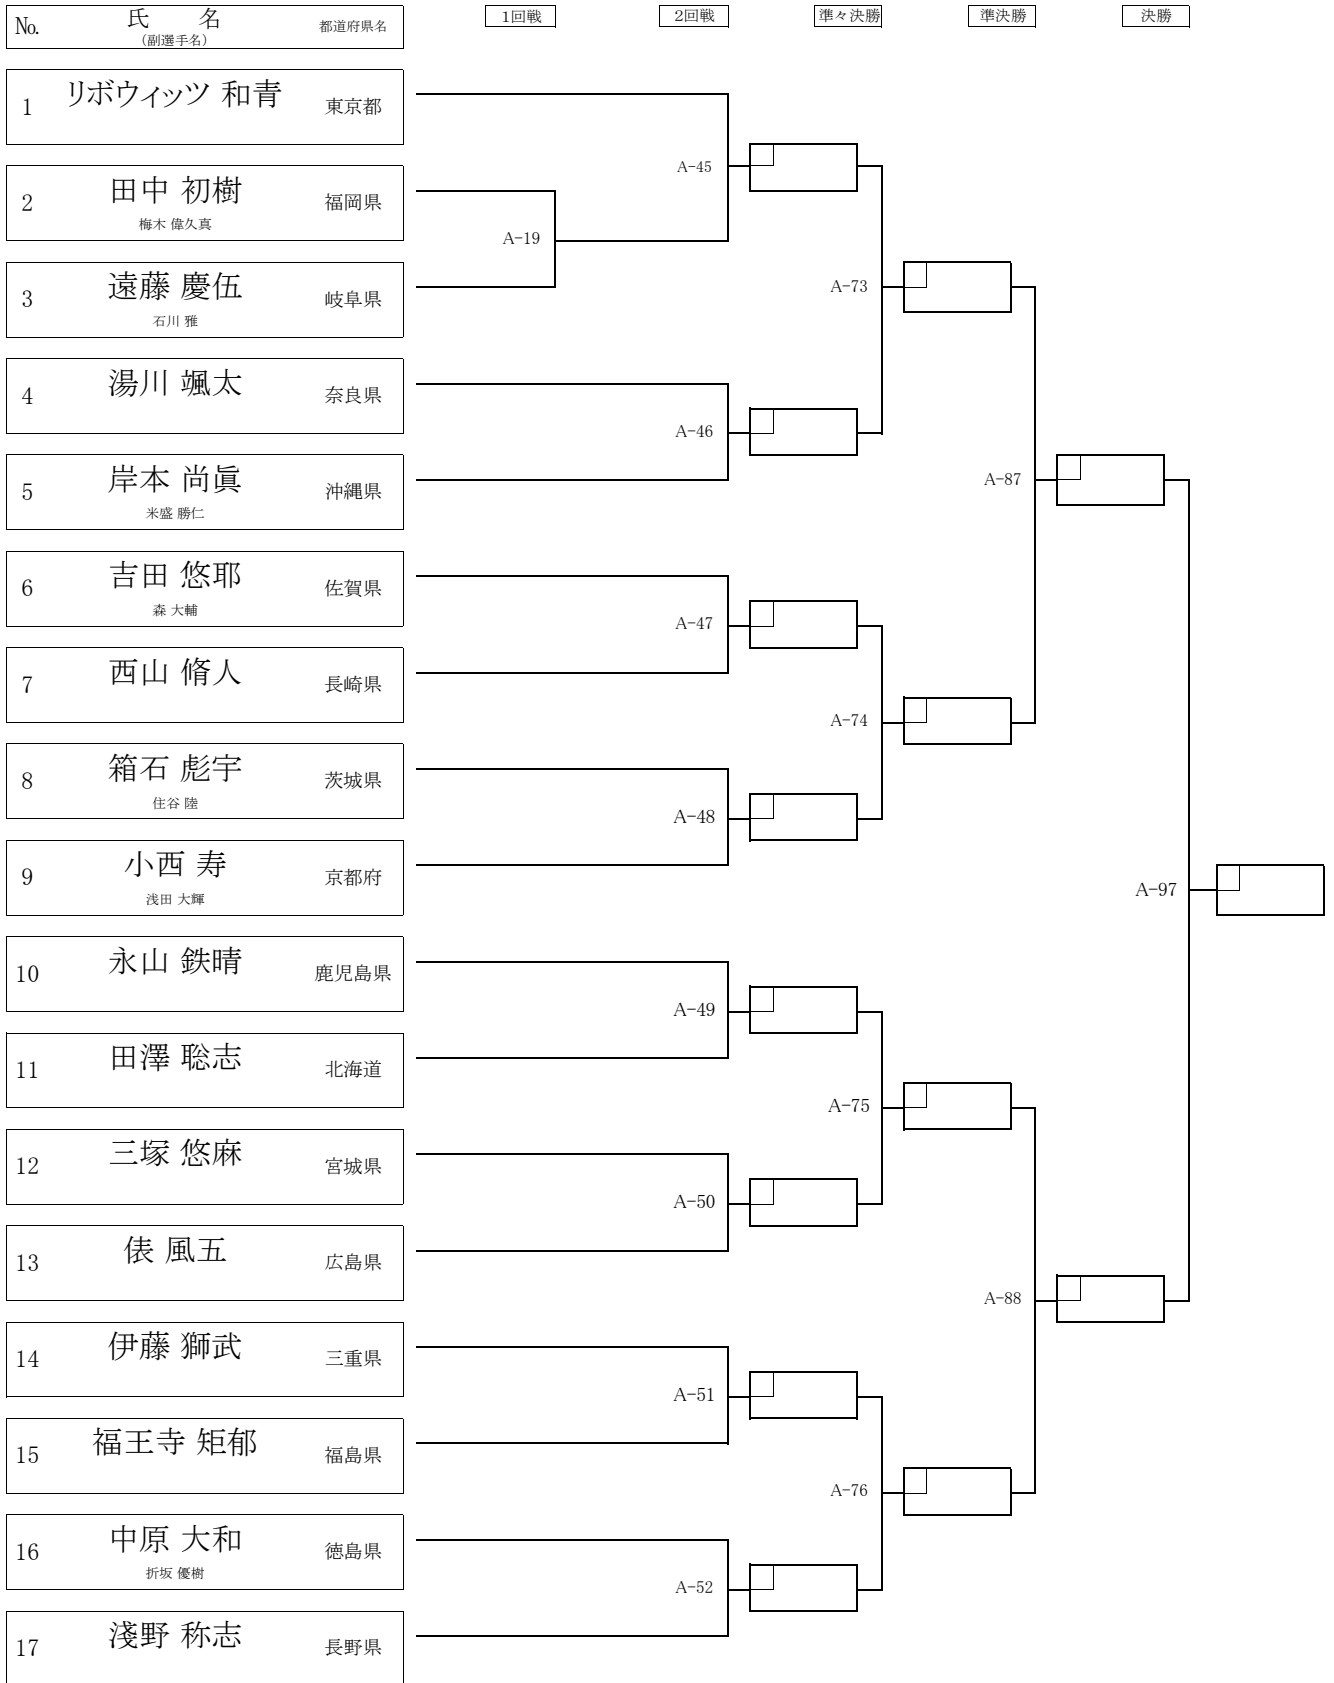 No. 氏 名 都道府県名 1回戦 2回戦 準々決勝 準決勝 決勝
(副選手名)
1 リボウィッツ 和青 東京都
A-45
2 田中 初樹 福岡県
梅木 偉久真
A-19
3 遠藤 慶伍 岐阜県
石川 雅
A-73
4 湯川 颯太 奈良県
A-46
5 岸本 尚眞 沖縄県
米盛 勝仁
A-87
6 吉田 悠耶 佐賀県
森 大輔
A-47
7 西山 脩人 長崎県
A-74
8 箱石 彪宇 茨城県
住谷 陸
A-48
9 小西 寿 京都府
浅田 大輝
A-97
10 永山 鉄晴 鹿児島県
A-49
11 田澤 聡志 北海道
A-75
12 三塚 悠麻 宮城県
A-50
13 俵 風五 広島県
A-88
14 伊藤 獅武 三重県
A-51
15 福王寺 矩郁 福島県
A-76
16 中原 大和 徳島県
折坂 優樹
A-52
17 淺野 称志 長野県